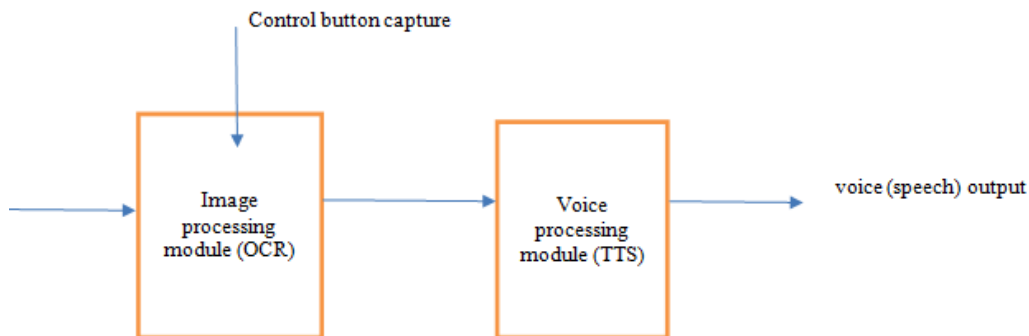 Control button capture
Image
processing
module (OCR)
Voice
processing
module (TTS)
voice (speech) output